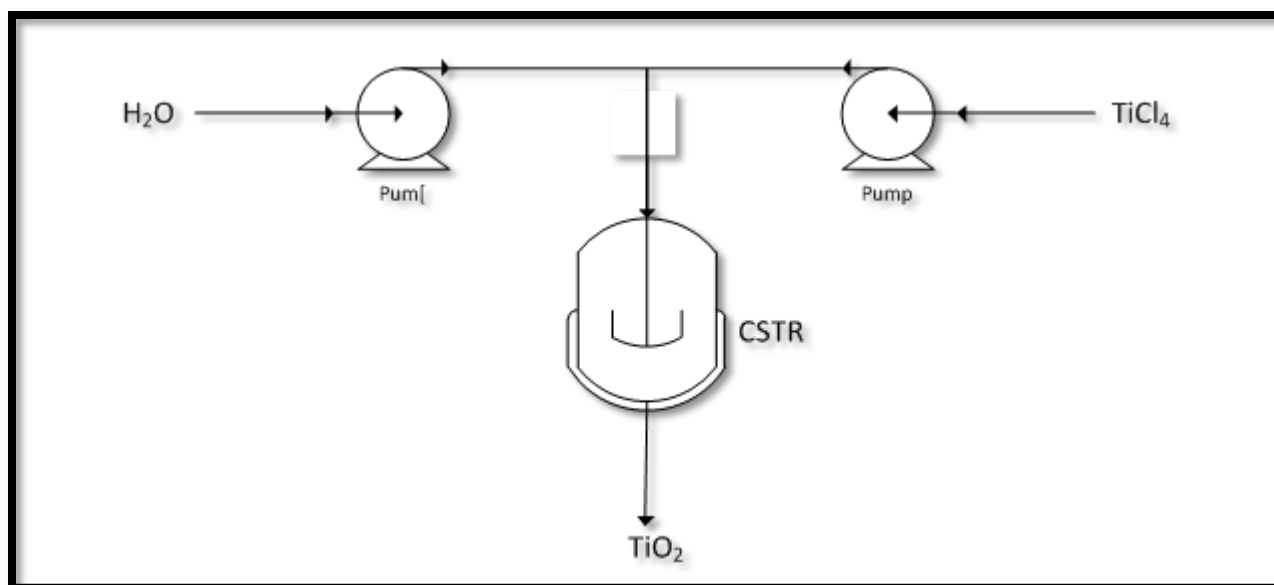 H₂O
TiCl₄
Pum[
Pump
CSTR
TiO₂